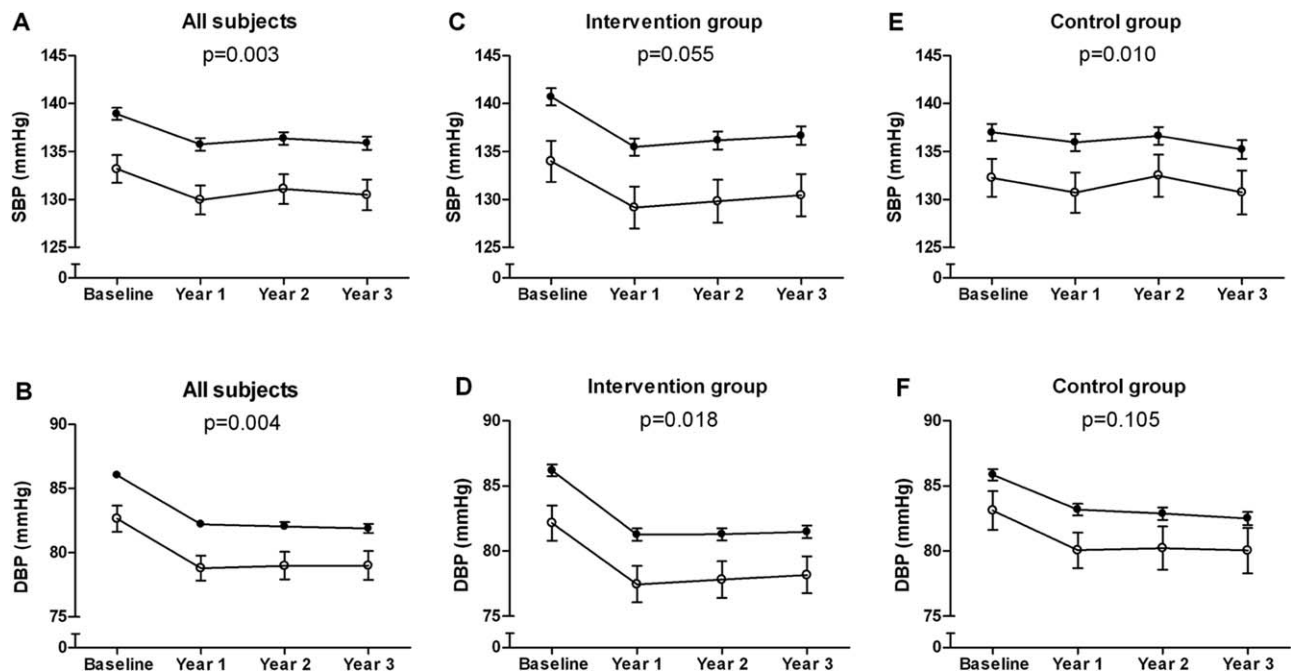 A
All subjects
p=0.003
SBP (mmHg)
145
140
135
130
125
0
Baseline Year 1 Year 2 Year 3
C
Intervention group
p=0.055
SBP (mmHg)
145
140
135
130
125
0
Baseline Year 1 Year 2 Year 3
E
Control group
p=0.010
SBP (mmHg)
145
140
135
130
125
0
Baseline Year 1 Year 2 Year 3
B
All subjects
p=0.004
DBP (mmHg)
90
85
80
75
0
Baseline Year 1 Year 2 Year 3
D
Intervention group
p=0.018
DBP (mmHg)
90
85
80
75
0
Baseline Year 1 Year 2 Year 3
F
Control group
p=0.105
DBP (mmHg)
90
85
80
75
0
Baseline Year 1 Year 2 Year 3